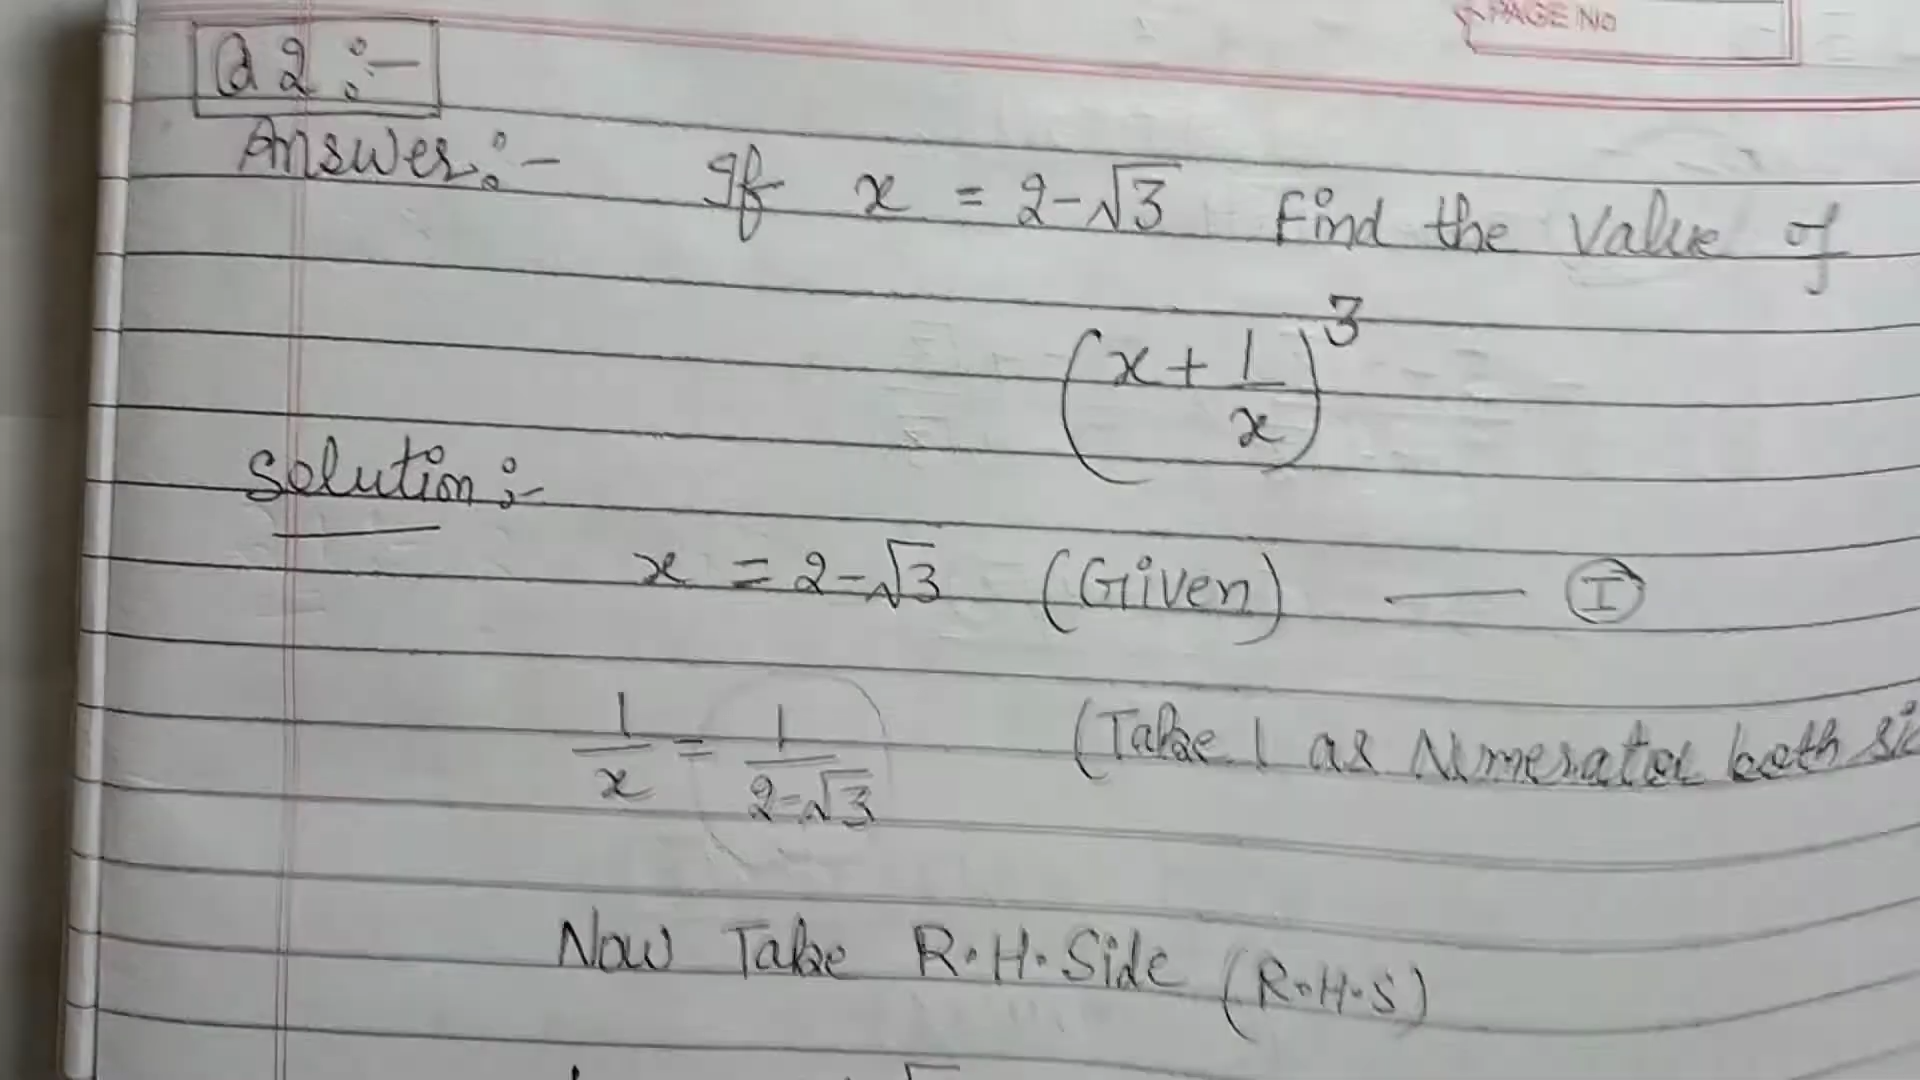 PAGE No
Q2:-
Answer:- If x = 2-√3 Find the value of
(x + 1/x)^3
Solution:-
x = 2-√3 (Given) — I
1/x = 1/2-√3 (Take 1 as Numerator both si
Now Take R.H.Side (R.H.S)